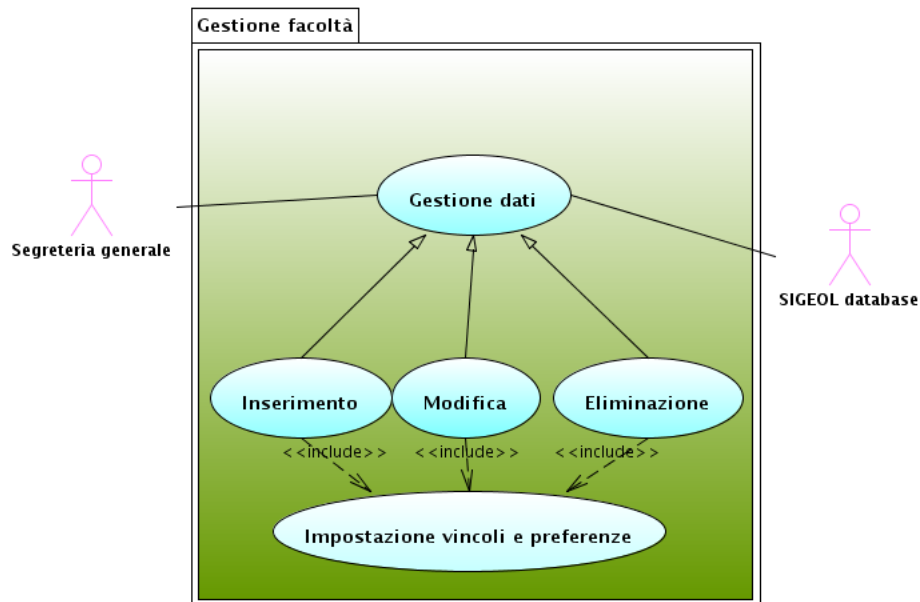 Gestione facoltà
Gestione dati
Segreteria generale
SIGEOL database
Inserimento
Modifica
Eliminazione
<<include>>
<<include>>
<<include>>
Impostazione vincoli e preferenze